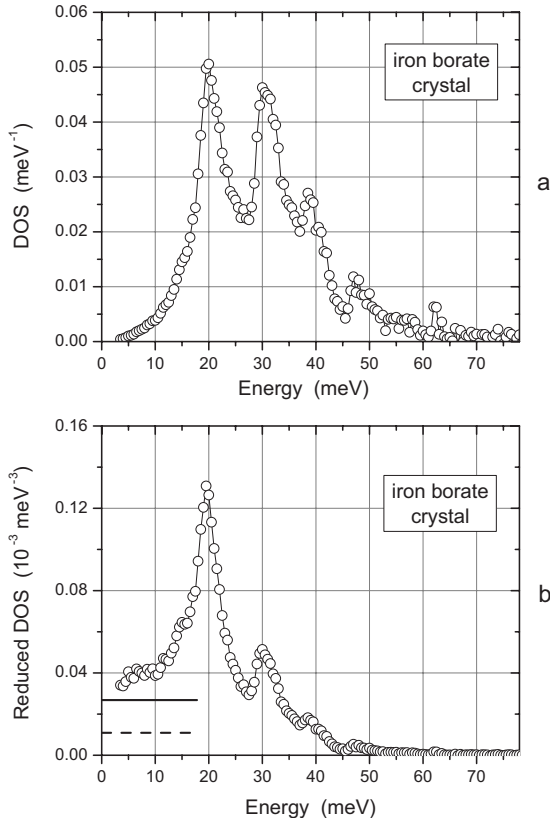 0.06
0.05
0.04
0.03
0.02
0.01
0.00
DOS (meV⁻¹)
iron borate
crystal
a
0 10 20 30 40 50 60 70
Energy (meV)
0.16
0.12
0.08
0.04
0.00
Reduced DOS (10⁻³ meV⁻³)
iron borate
crystal
b
0 10 20 30 40 50 60 70
Energy (meV)